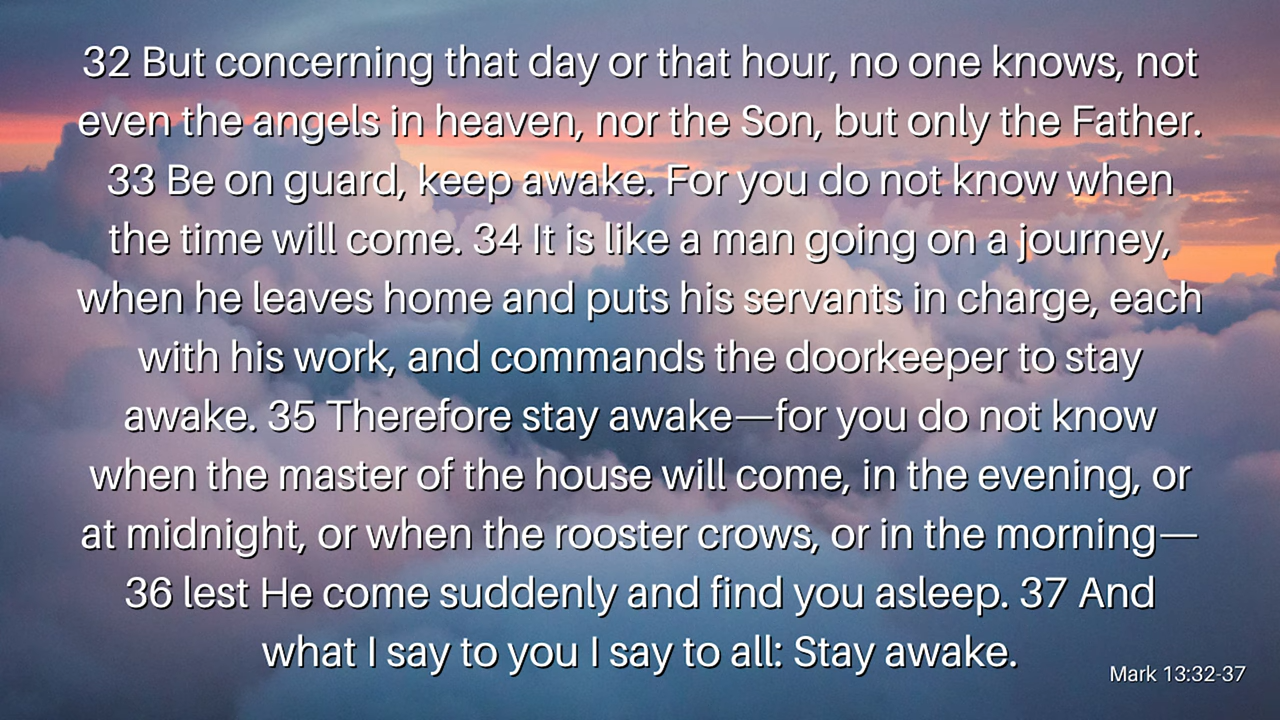 32 But concerning that day or that hour, no one knows, not
even the angels in heaven, nor the Son, but only the Father.
33 Be on guard, keep awake. For you do not know when
the time will come. 34 It is like a man going on a journey,
when he leaves home and puts his servants in charge, each
with his work, and commands the doorkeeper to stay
awake. 35 Therefore stay awake—for you do not know
when the master of the house will come, in the evening, or
at midnight, or when the rooster crows, or in the morning—
36 lest He come suddenly and find you asleep. 37 And
what I say to you I say to all: Stay awake.
Mark 13:32-37